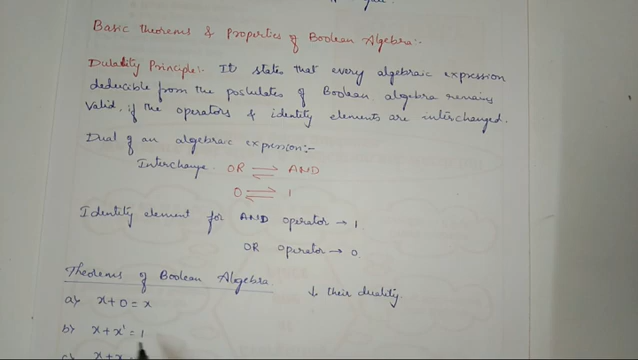 Basic Theorems & Properties of Boolean Algebra:-
Duality Principle:- It states that every algebraic expression
deducible from the postulates of Boolean algebra remains
valid, if the operators & identity elements are interchanged.
Dual of an algebraic expression:-
Interchange OR ⇌ AND
0 ⇌ 1
Identity element for AND operator → 1
OR operator → 0
Theorems of Boolean Algebra ↓ their duality.
a) x + 0 = x
b) x + x' = 1
c) x + x